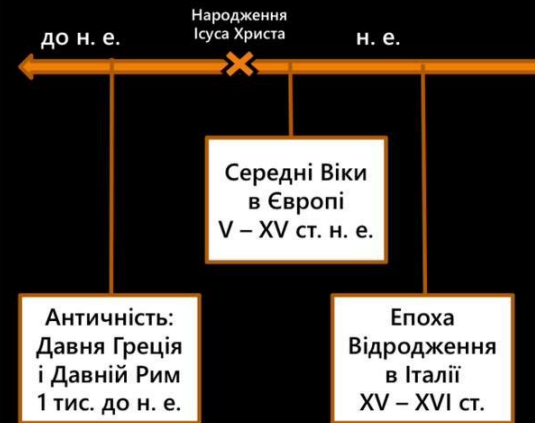 до н. е.
Народження
Ісуса Христа
н. е.
Середні Віки
в Європі
V – XV ст. н. е.
Античність:
Давня Греція
і Давній Рим
1 тис. до н. е.
Епоха
Відродження
в Італії
XV – XVI ст.